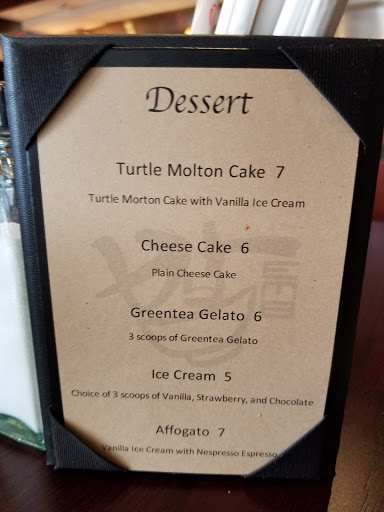 Dessert
Turtle Molton Cake 7
Turtle Morton Cake with Vanilla Ice Cream
Cheese Cake 6
Plain Cheese Cake
Greentea Gelato 6
3 scoops of Greentea Gelato
Ice Cream 5
Choice of 3 scoops of Vanilla, Strawberry, and Chocolate
Affogato 7
Vanilla Ice Cream with Nespresso Espresso